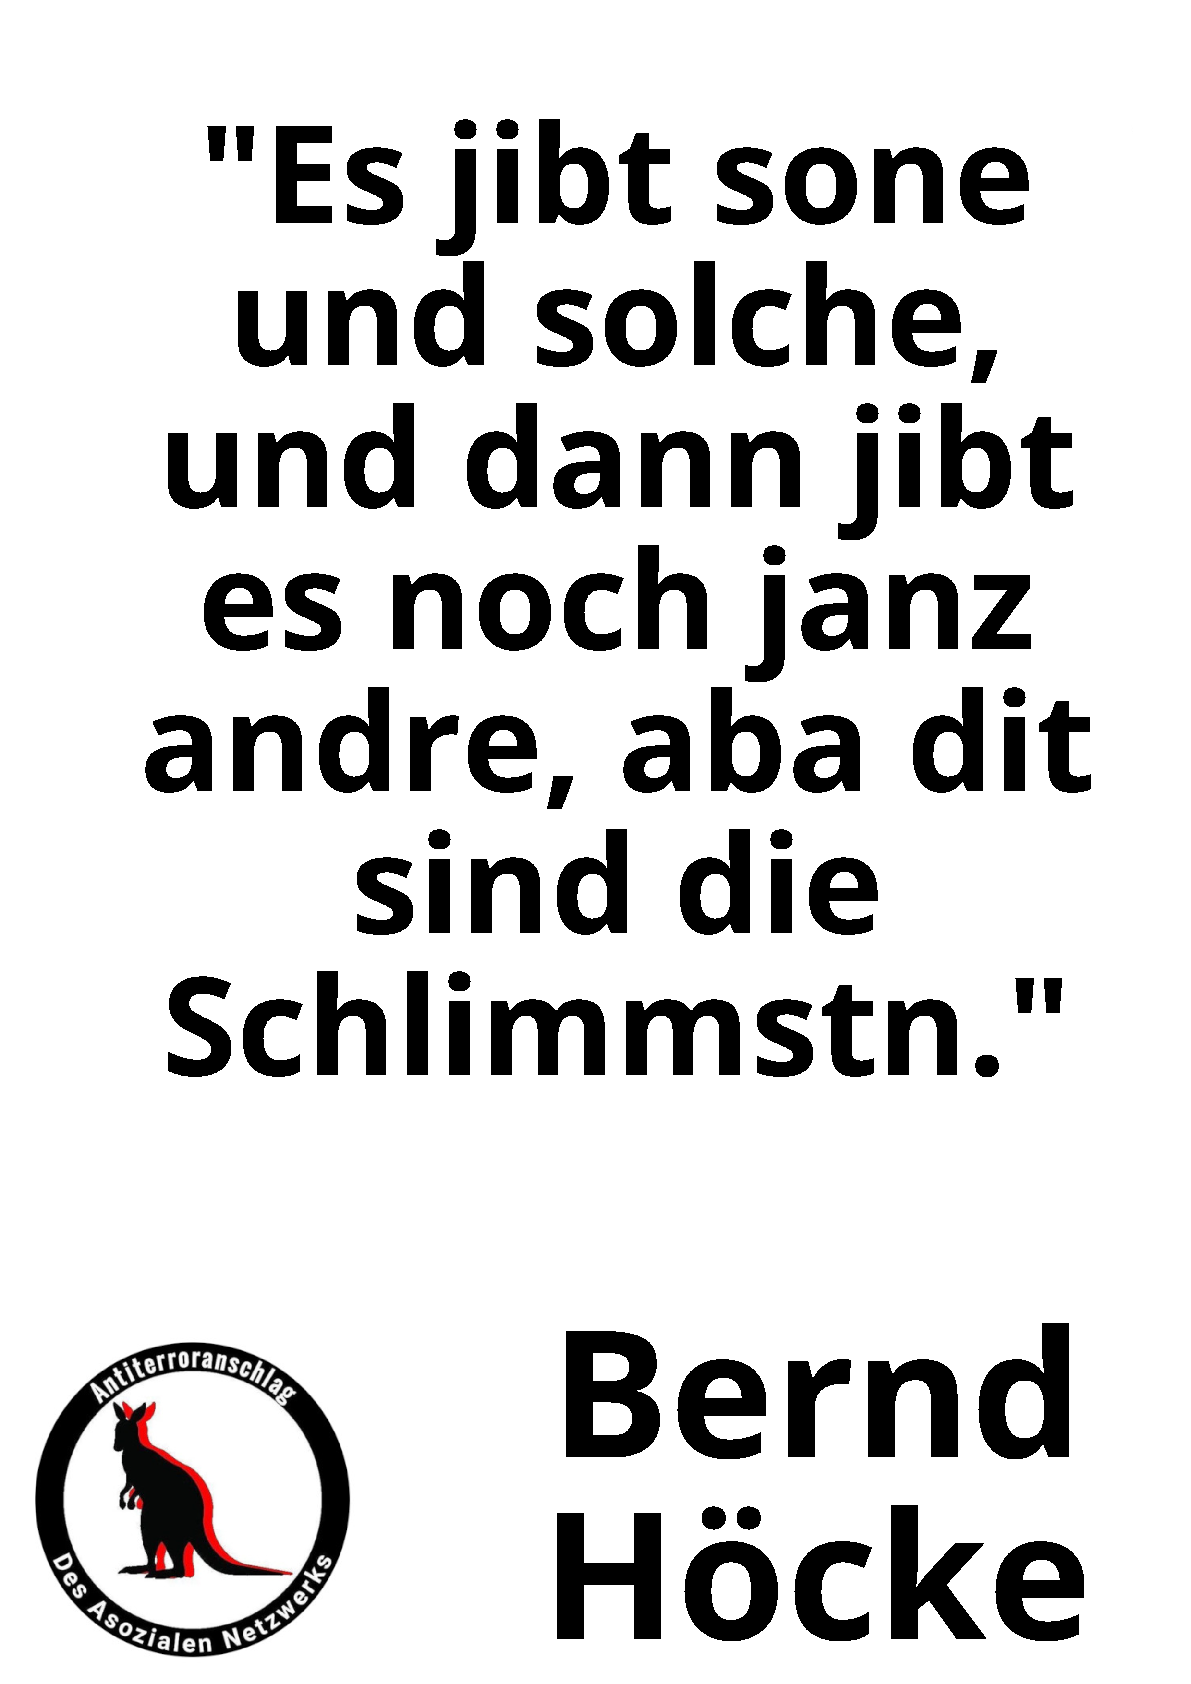 "Es jibt sone
und solche,
und dann jibt
es noch janz
andre, aba dit
sind die
Schlimmstn."
Bernd
Höcke
Antiterroranschlag
Des Asozialen Netzwerks